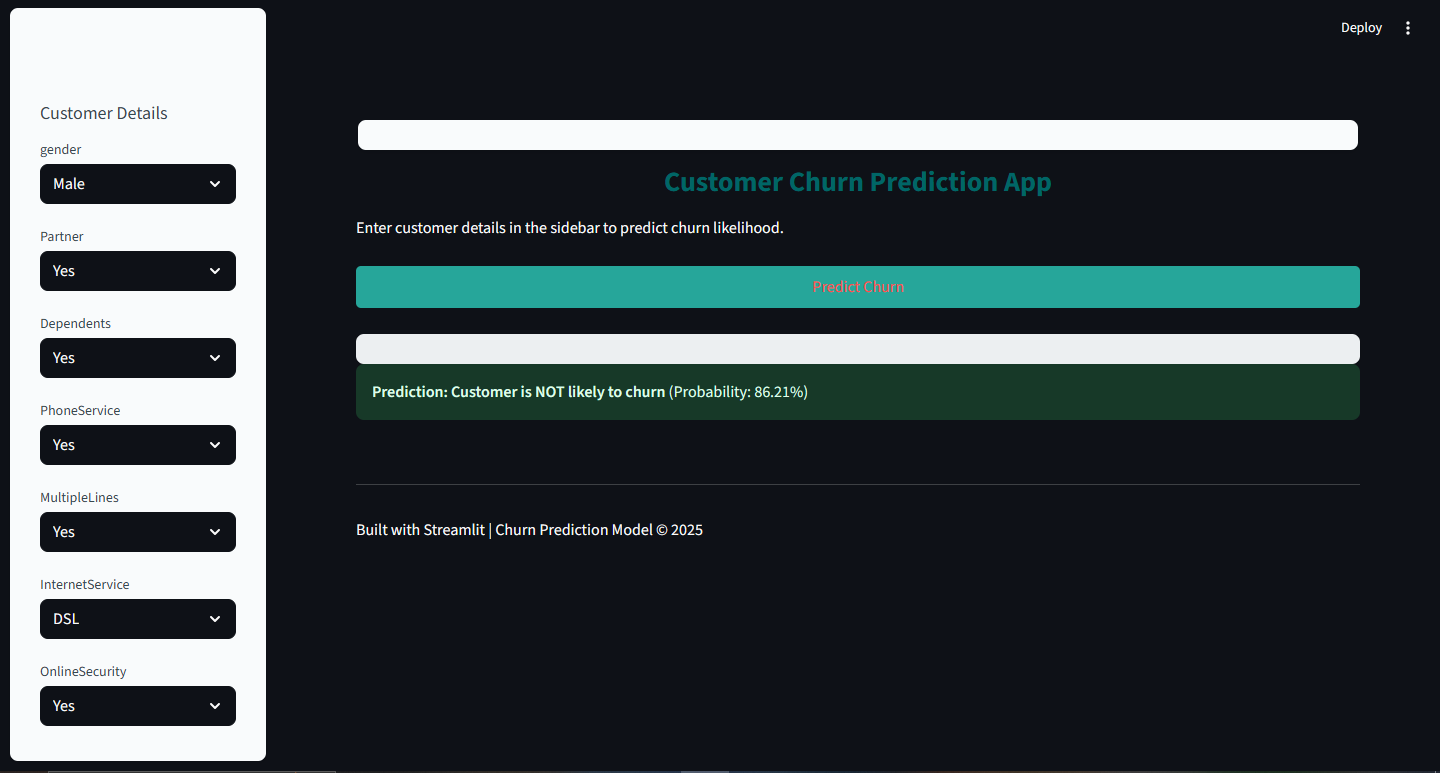 Deploy
Customer Details
gender
Male
Partner
Yes
Dependents
Yes
PhoneService
Yes
MultipleLines
Yes
InternetService
DSL
OnlineSecurity
Yes
Customer Churn Prediction App
Enter customer details in the sidebar to predict churn likelihood.
Predict Churn
Prediction: Customer is NOT likely to churn (Probability: 86.21%)
Built with Streamlit | Churn Prediction Model © 2025